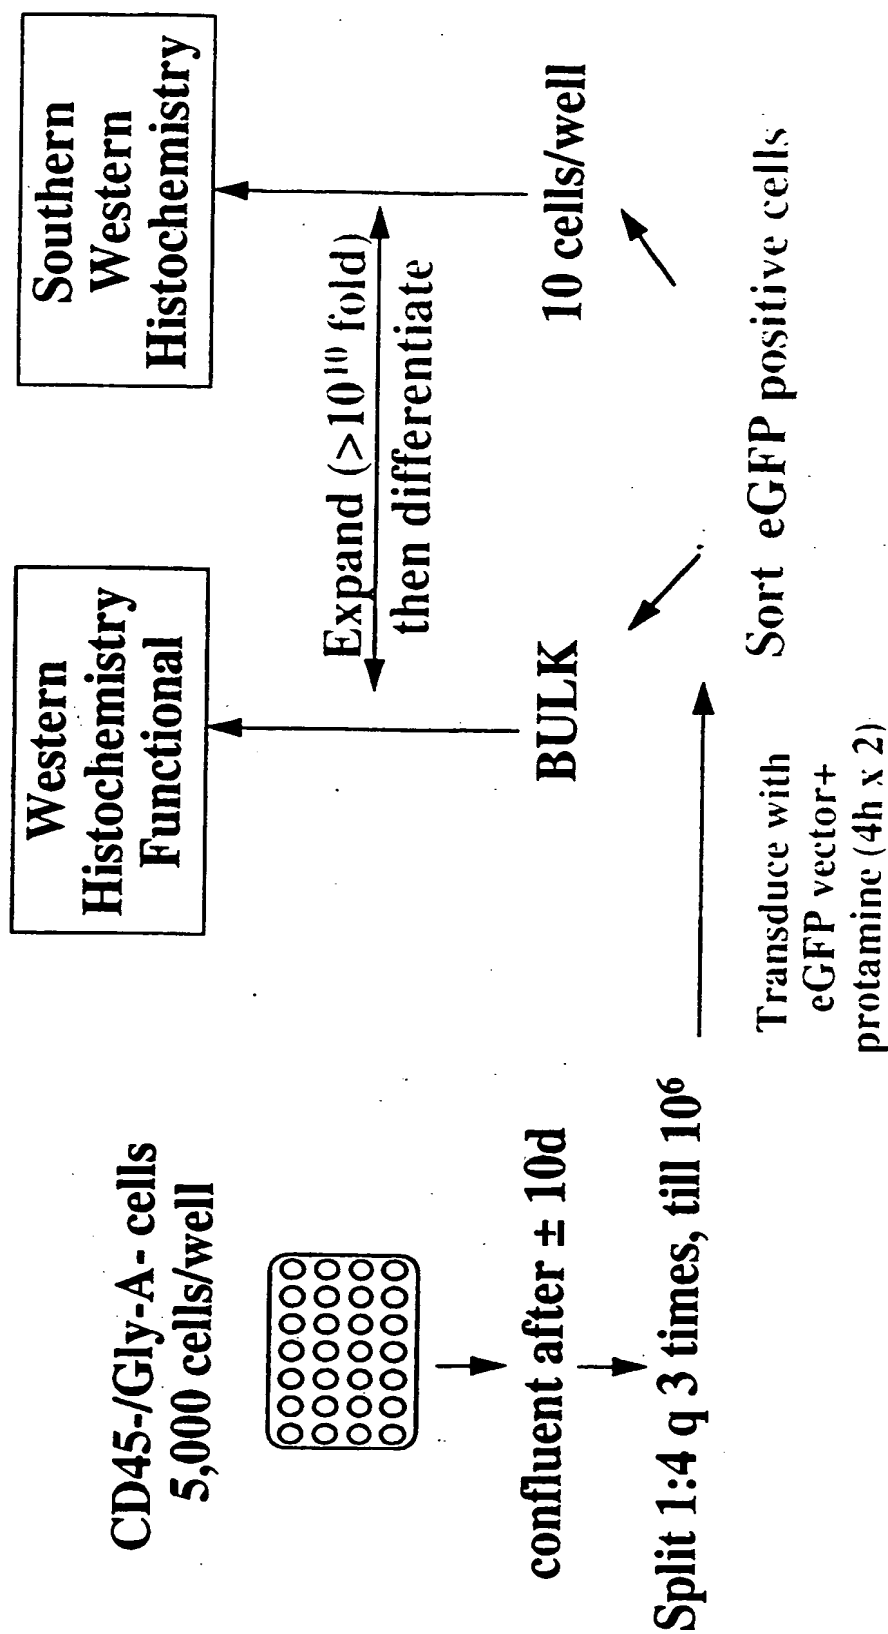 CD45-/Gly-A- cells
5,000 cells/well
confluent after ± 10d
Split 1:4 q 3 times, till 10⁶
Transduce with
eGFP vector+
protamine (4h x 2)
Sort eGFP positive cells
BULK
10 cells/well
Expand (>10¹⁰ fold)
then differentiate
Western
Histochemistry
Functional
Southern
Western
Histochemistry